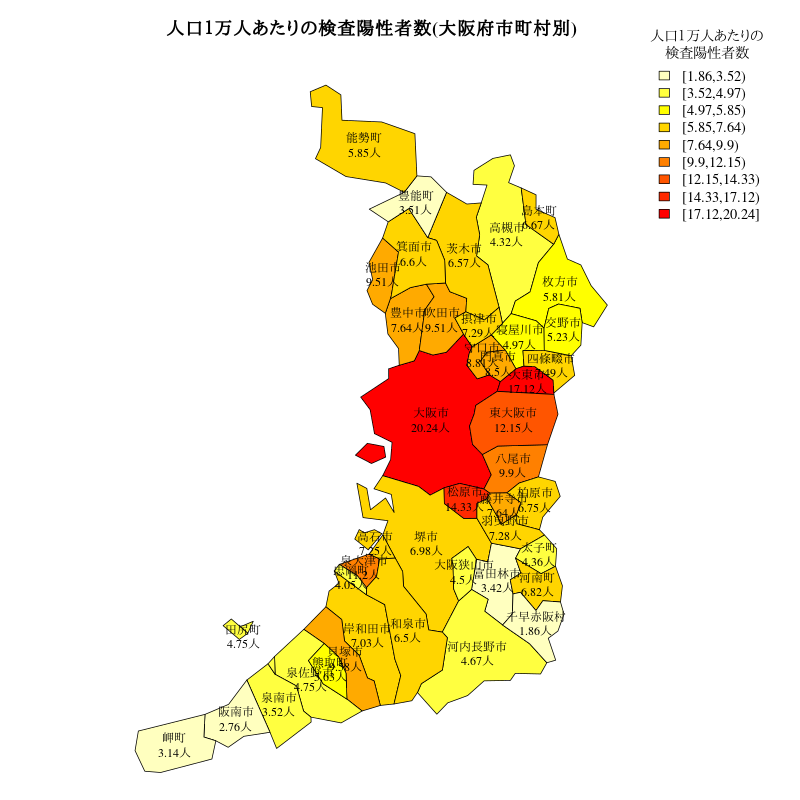 人口1万人あたりの検査陽性者数(大阪府市町村別)
人口1万人あたりの
検査陽性者数
[1.86,3.52)
[3.52,4.97)
[4.97,5.85)
[5.85,7.64)
[7.64,9.9)
[9.9,12.15)
[12.15,14.33)
[14.33,17.12)
[17.12,20.24]
能勢町
5.85人
豊能町
3.51人
島本町
6.67人
高槻市
4.32人
箕面市
6.6人
茨木市
6.57人
池田市
9.51人
枚方市
5.81人
豊中市
7.64人
吹田市
9.51人
摂津市
7.29人
寝屋川市
4.97人
交野市
5.23人
守口市
8.81人
門真市
8.5人
四條畷市
大東市
17.12人
大阪市
20.24人
東大阪市
12.15人
八尾市
9.9人
松原市
14.33人
藤井寺市
7.64人
柏原市
6.75人
羽曳野市
7.28人
高石市
7.25人
堺市
6.98人
太子町
4.36人
泉大津市
忠岡町
4.05人
大阪狭山市
4.5人
富田林市
3.42人
河南町
6.82人
千早赤阪村
1.86人
田尻町
4.75人
岸和田市
7.03人
和泉市
6.5人
河内長野市
4.67人
貝塚市
熊取町
泉佐野市
4.75人
泉南市
3.52人
阪南市
2.76人
岬町
3.14人